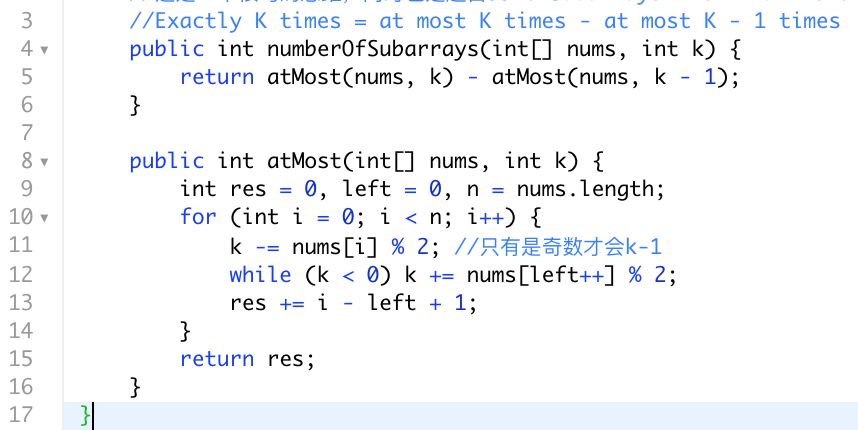 3 //Exactly K times = at most K times - at most K - 1 times
4 public int numberOfSubarrays(int[] nums, int k) {
5 return atMost(nums, k) - atMost(nums, k - 1);
6 }
7
8 public int atMost(int[] nums, int k) {
9 int res = 0, left = 0, n = nums.length;
10 for (int i = 0; i < n; i++) {
11 k -= nums[i] % 2; //只有是奇数才会k-1
12 while (k < 0) k += nums[left++] % 2;
13 res += i - left + 1;
14 }
15 return res;
16 }
17 }